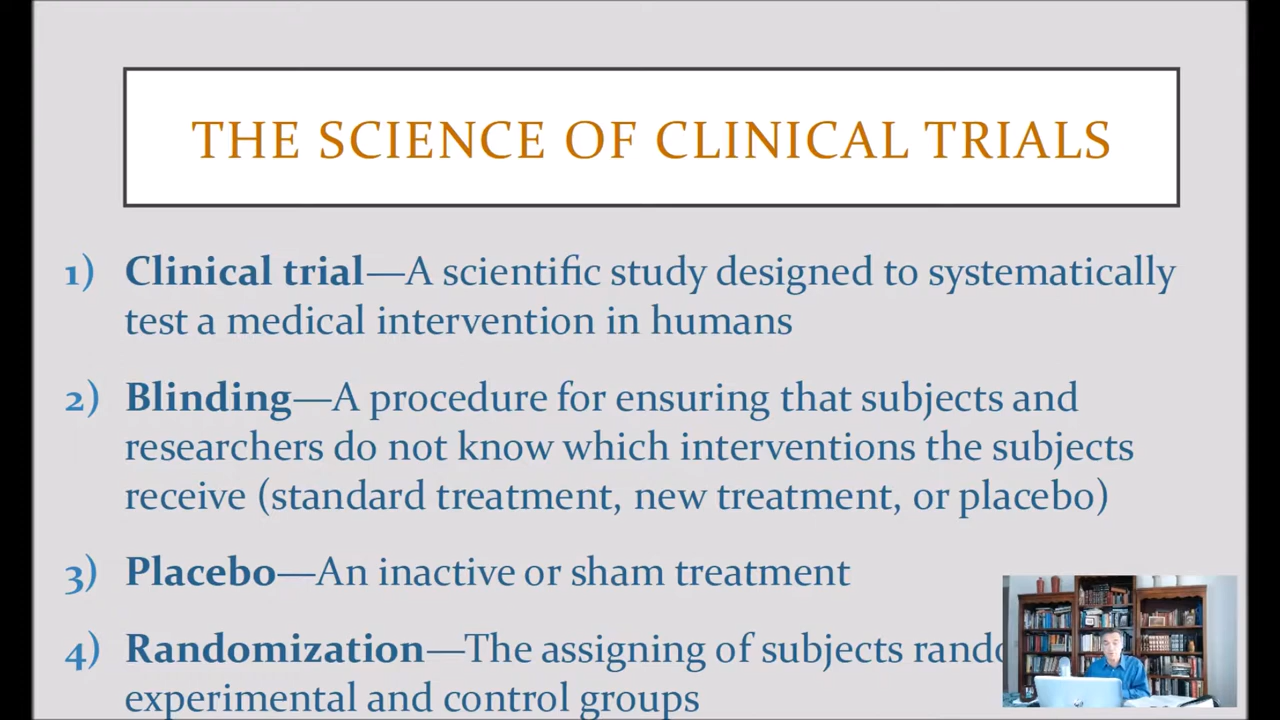 THE SCIENCE OF CLINICAL TRIALS
1) Clinical trial—A scientific study designed to systematically
test a medical intervention in humans
2) Blinding—A procedure for ensuring that subjects and
researchers do not know which interventions the subjects
receive (standard treatment, new treatment, or placebo)
3) Placebo—An inactive or sham treatment
4) Randomization—The assigning of subjects
experimental and control groups